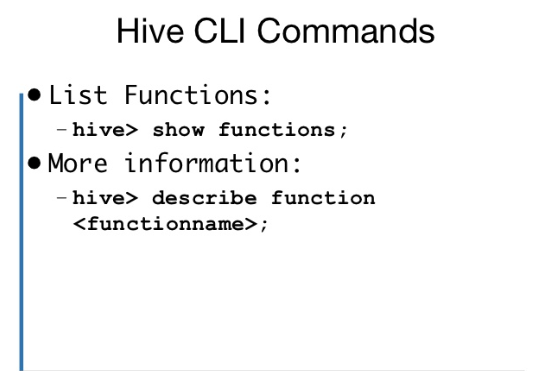 Hive CLI Commands
● List Functions:
– hive> show functions;
● More information:
– hive> describe function
<functionname>;